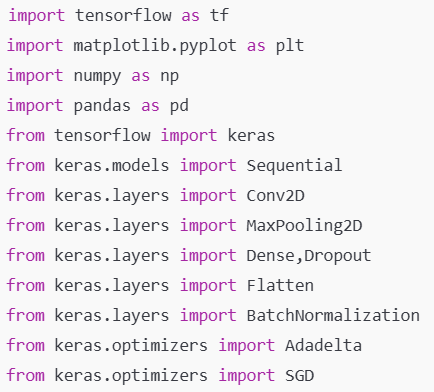 import tensorflow as tf
import matplotlib.pyplot as plt
import numpy as np
import pandas as pd
from tensorflow import keras
from keras.models import Sequential
from keras.layers import Conv2D
from keras.layers import MaxPooling2D
from keras.layers import Dense,Dropout
from keras.layers import Flatten
from keras.layers import BatchNormalization
from keras.optimizers import Adadelta
from keras.optimizers import SGD